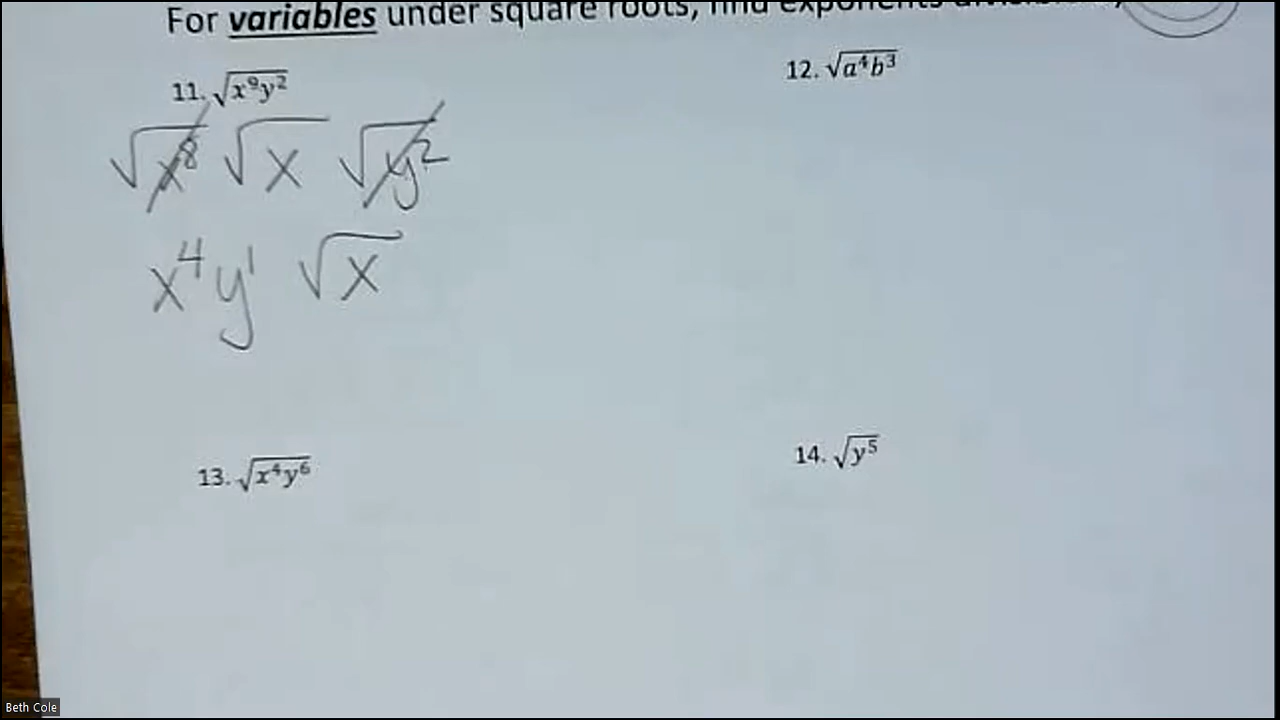 For variables under square roots, find exponents
11. √x⁹y²
√x⁸ √x √y²
x⁴y¹ √x
12. √a⁴b³
13. √x⁴y⁶
14. √y⁵
Beth Cole